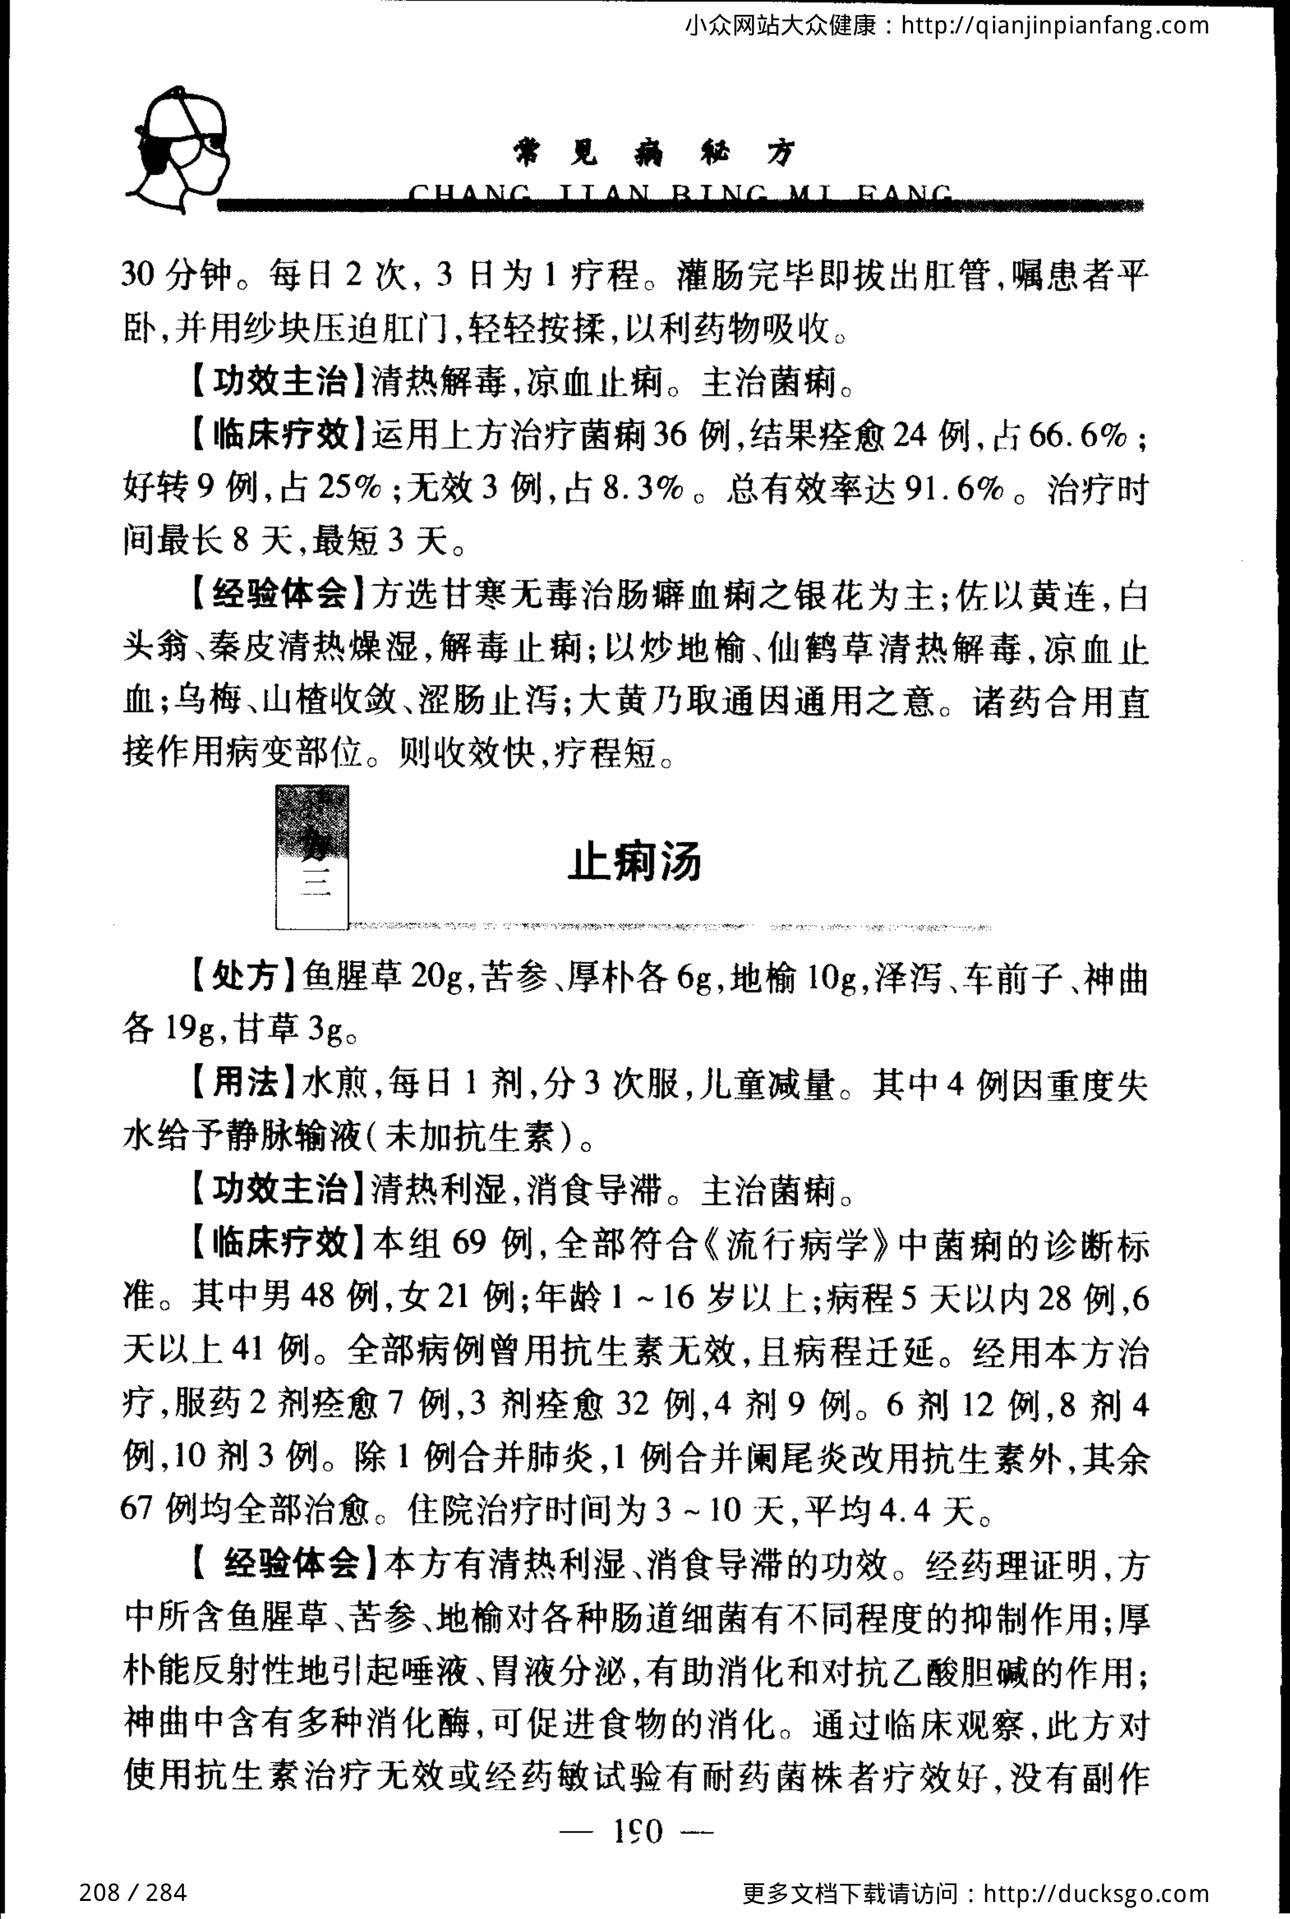 小众网站大众健康：http://qianjinpianfang.com
常见病秘方
CHANG JIAN BING MI FANG
30 分钟。每日 2 次, 3 日为 1 疗程。灌肠完毕即拔出肛管,嘱患者平
卧,并用纱块压迫肛门,轻轻按揉,以利药物吸收。
【功效主治】清热解毒,凉血止痢。主治菌痢。
【临床疗效】运用上方治疗菌痢 36 例,结果痊愈 24 例,占 66.6%;
好转 9 例,占 25%;无效 3 例,占 8.3%。总有效率达 91.6%。治疗时
间最长 8 天,最短 3 天。
【经验体会】方选甘寒无毒治肠癖血痢之银花为主;佐以黄连,白
头翁、秦皮清热燥湿,解毒止痢;以炒地榆、仙鹤草清热解毒,凉血止
血;乌梅、山楂收敛、涩肠止泻;大黄乃取通因通用之意。诸药合用直
接作用病变部位。则收效快,疗程短。
方
三
止痢汤
【处方】鱼腥草 20g,苦参、厚朴各 6g,地榆 10g,泽泻、车前子、神曲
各 19g,甘草 3g。
【用法】水煎,每日 1 剂,分 3 次服,儿童减量。其中 4 例因重度失
水给予静脉输液(未加抗生素)。
【功效主治】清热利湿,消食导滞。主治菌痢。
【临床疗效】本组 69 例,全部符合《流行病学》中菌痢的诊断标
准。其中男 48 例,女 21 例;年龄 1 ~ 16 岁以上;病程 5 天以内 28 例,6
天以上 41 例。全部病例曾用抗生素无效,且病程迁延。经用本方治
疗,服药 2 剂痊愈 7 例,3 剂痊愈 32 例,4 剂 9 例。6 剂 12 例,8 剂 4
例,10 剂 3 例。除 1 例合并肺炎,1 例合并阑尾炎改用抗生素外,其余
67 例均全部治愈。住院治疗时间为 3 ~ 10 天,平均 4.4 天。
【 经验体会】本方有清热利湿、消食导滞的功效。经药理证明,方
中所含鱼腥草、苦参、地榆对各种肠道细菌有不同程度的抑制作用;厚
朴能反射性地引起唾液、胃液分泌,有助消化和对抗乙酸胆碱的作用;
神曲中含有多种消化酶,可促进食物的消化。通过临床观察,此方对
使用抗生素治疗无效或经药敏试验有耐药菌株者疗效好,没有副作
— 190 —
208 / 284
更多文档下载请访问：http://ducksgo.com